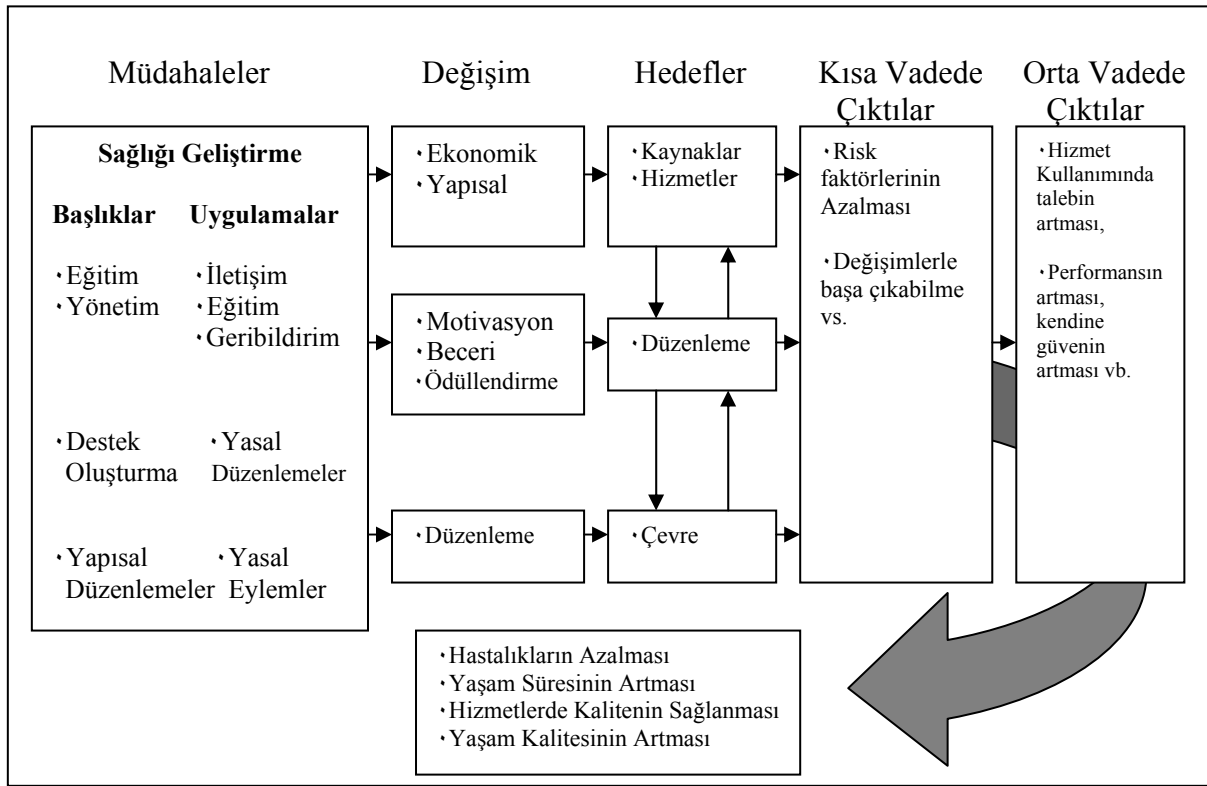 Müdahaleler
Değişim
Hedefler
Kısa Vadede
Çıktılar
Orta Vadede
Çıktılar
Sağlığı Geliştirme
Başlıklar Uygulamalar
·Eğitim
·Yönetim
·İletişim
·Eğitim
·Geribildirim
·Destek
Oluşturma
·Yasal
Düzenlemeler
·Yapısal
Düzenlemeler
·Yasal
Eylemler
·Ekonomik
·Yapısal
·Motivasyon
·Beceri
·Ödüllendirme
·Düzenleme
·Kaynaklar
·Hizmetler
·Düzenleme
·Çevre
·Risk
faktörlerinin
Azalması
·Değişimlerle
başa çıkabilme
vs.
·Hizmet
Kullanımında
talebin
artması,
·Performansın
artması,
kendine
güvenin
artması vb.
·Hastalıkların Azalması
·Yaşam Süresinin Artması
·Hizmetlerde Kalitenin Sağlanması
·Yaşam Kalitesinin Artması